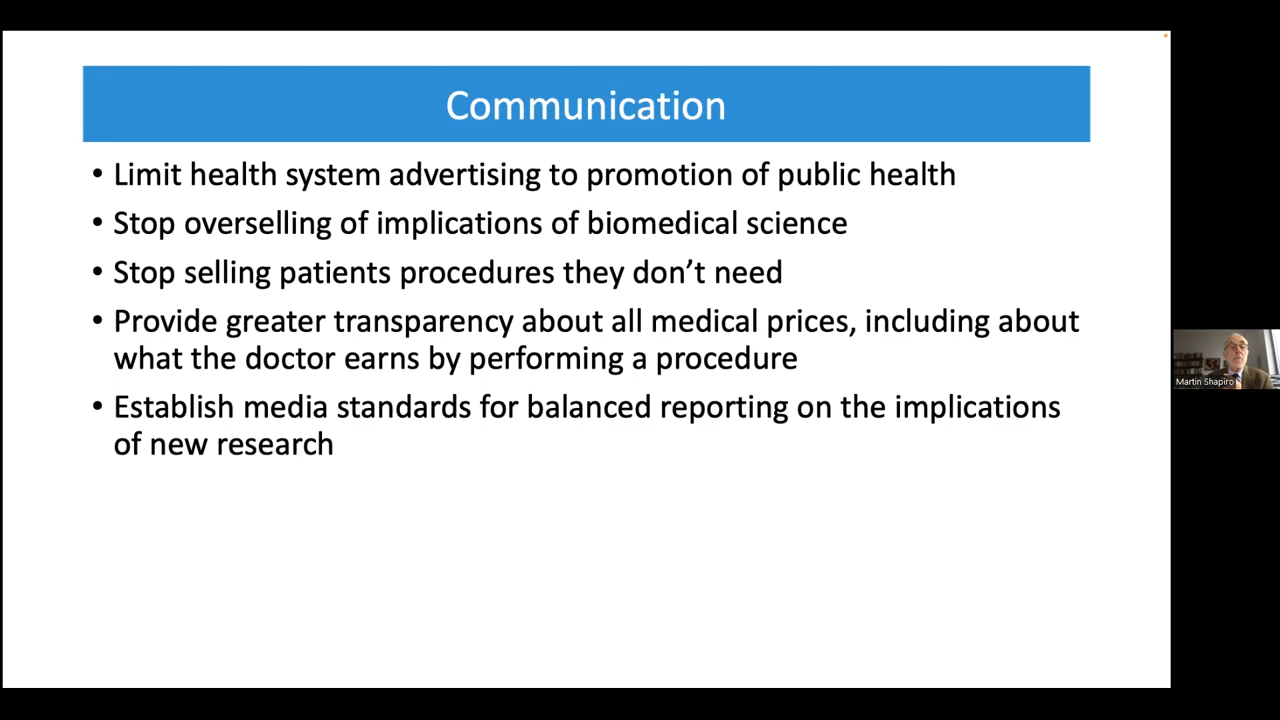 Communication
• Limit health system advertising to promotion of public health
• Stop overselling of implications of biomedical science
• Stop selling patients procedures they don’t need
• Provide greater transparency about all medical prices, including about
what the doctor earns by performing a procedure
• Establish media standards for balanced reporting on the implications
of new research
Martin Shapiro